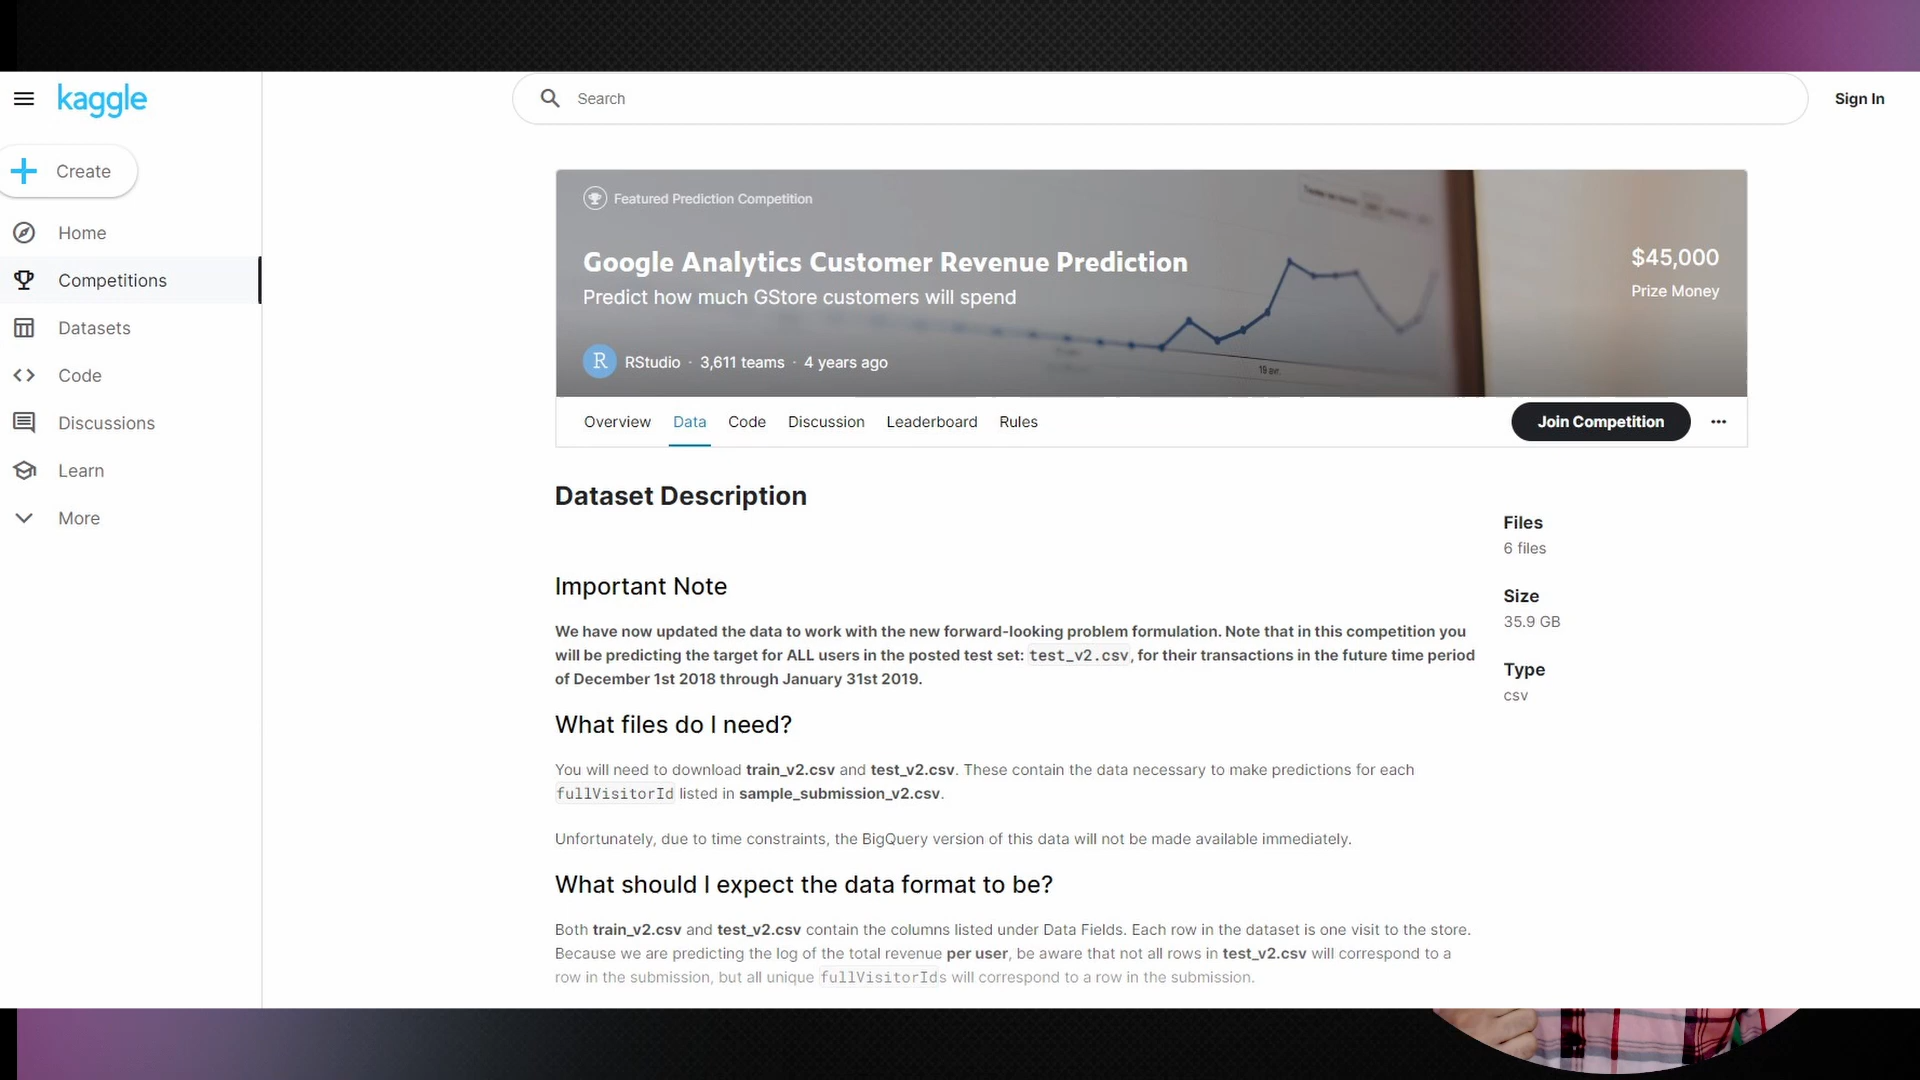 kaggle
Search
Sign In
Create
Home
Competitions
Datasets
Code
Discussions
Learn
More
Featured Prediction Competition
Google Analytics Customer Revenue Prediction
Predict how much GStore customers will spend
$45,000
Prize Money
R RStudio · 3,611 teams · 4 years ago
19 avr.
Overview Data Code Discussion Leaderboard Rules
Join Competition
Dataset Description
Files
6 files
Size
35.9 GB
Type
csv
Important Note
We have now updated the data to work with the new forward-looking problem formulation. Note that in this competition you
will be predicting the target for ALL users in the posted test set: test_v2.csv, for their transactions in the future time period
of December 1st 2018 through January 31st 2019.
What files do I need?
You will need to download train_v2.csv and test_v2.csv. These contain the data necessary to make predictions for each
fullVisitorId listed in sample_submission_v2.csv.
Unfortunately, due to time constraints, the BigQuery version of this data will not be made available immediately.
What should I expect the data format to be?
Both train_v2.csv and test_v2.csv contain the columns listed under Data Fields. Each row in the dataset is one visit to the store.
Because we are predicting the log of the total revenue per user, be aware that not all rows in test_v2.csv will correspond to a
row in the submission, but all unique fullVisitorIds will correspond to a row in the submission.